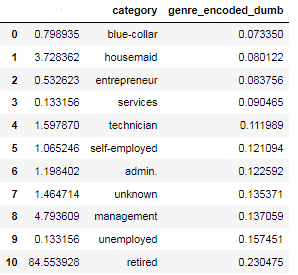 . category genre_encoded_dumb
0 0.798935 blue-collar 0.073350
1 3.728362 housemaid 0.080122
2 0.532623 entrepreneur 0.083756
3 0.133156 services 0.090465
4 1.597870 technician 0.111989
5 1.065246 self-employed 0.121094
6 1.198402 admin. 0.122592
7 1.464714 unknown 0.135371
8 4.793609 management 0.137059
9 0.133156 unemployed 0.157451
10 84.553928 retired 0.230475